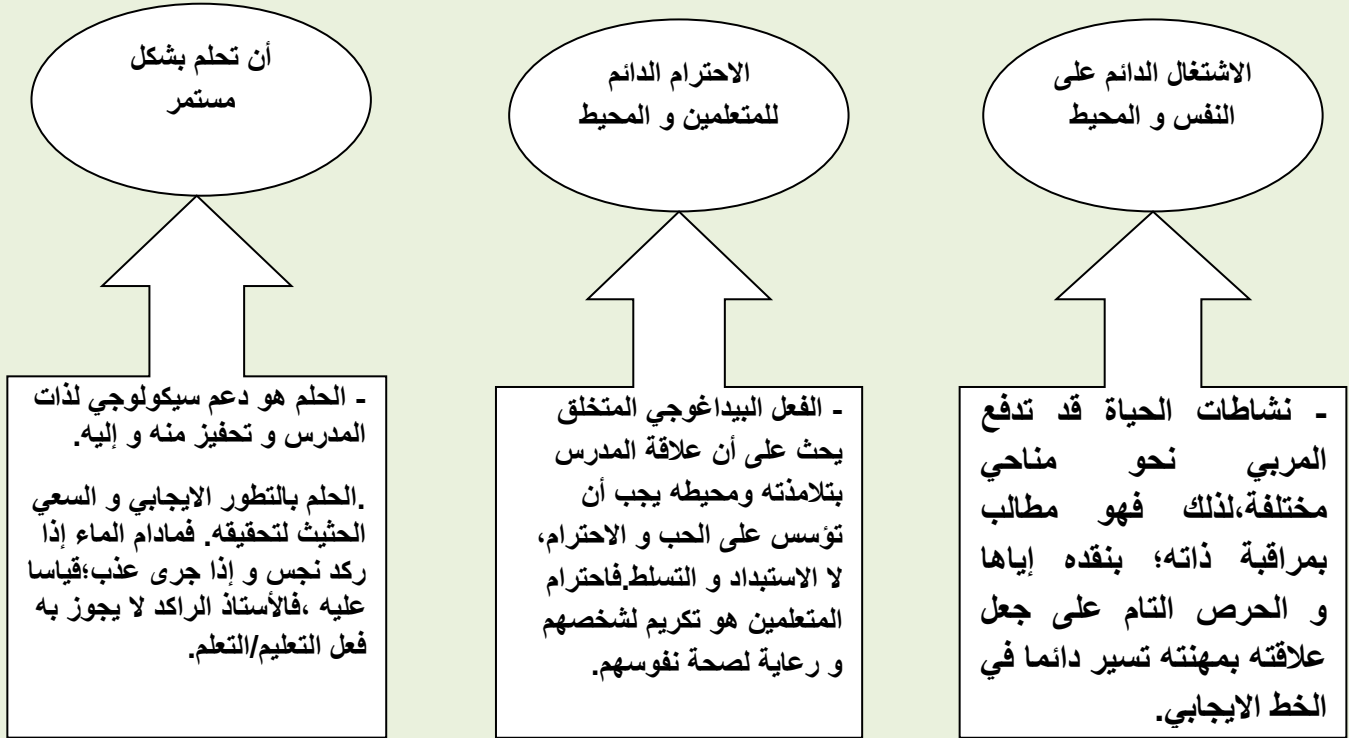 الاشتغال الدائم على
النفس و المحيط
الاحترام الدائم
للمتعلمين و المحيط
أن تحلم بشكل
مستمر
- نشاطات الحياة قد تدفع
المربي نحو مناحي
مختلفة،لذلك فهو مطالب
بمراقبة ذاته؛ بنقده إياها
و الحرص التام على جعل
علاقته بمهنته تسير دائما في
الخط الايجابي.
- الفعل البيداغوجي المتخلق
يحث على أن علاقة المدرس
بتلامذته ومحيطه يجب أن
تؤسس على الحب و الاحترام،
لا الاستبداد و التسلط.فاحترام
المتعلمين هو تكريم لشخصهم
و رعاية لصحة نفوسهم.
- الحلم هو دعم سيكولوجي لذات
المدرس و تحفيز منه و إليه.
.الحلم بالتطور الايجابي و السعي
الحثيث لتحقيقه. فمادام الماء إذا
ركد نجس و إذا جرى عذب؛قياسا
عليه ،فالأستاذ الراكد لا يجوز به
فعل التعليم/التعلم.